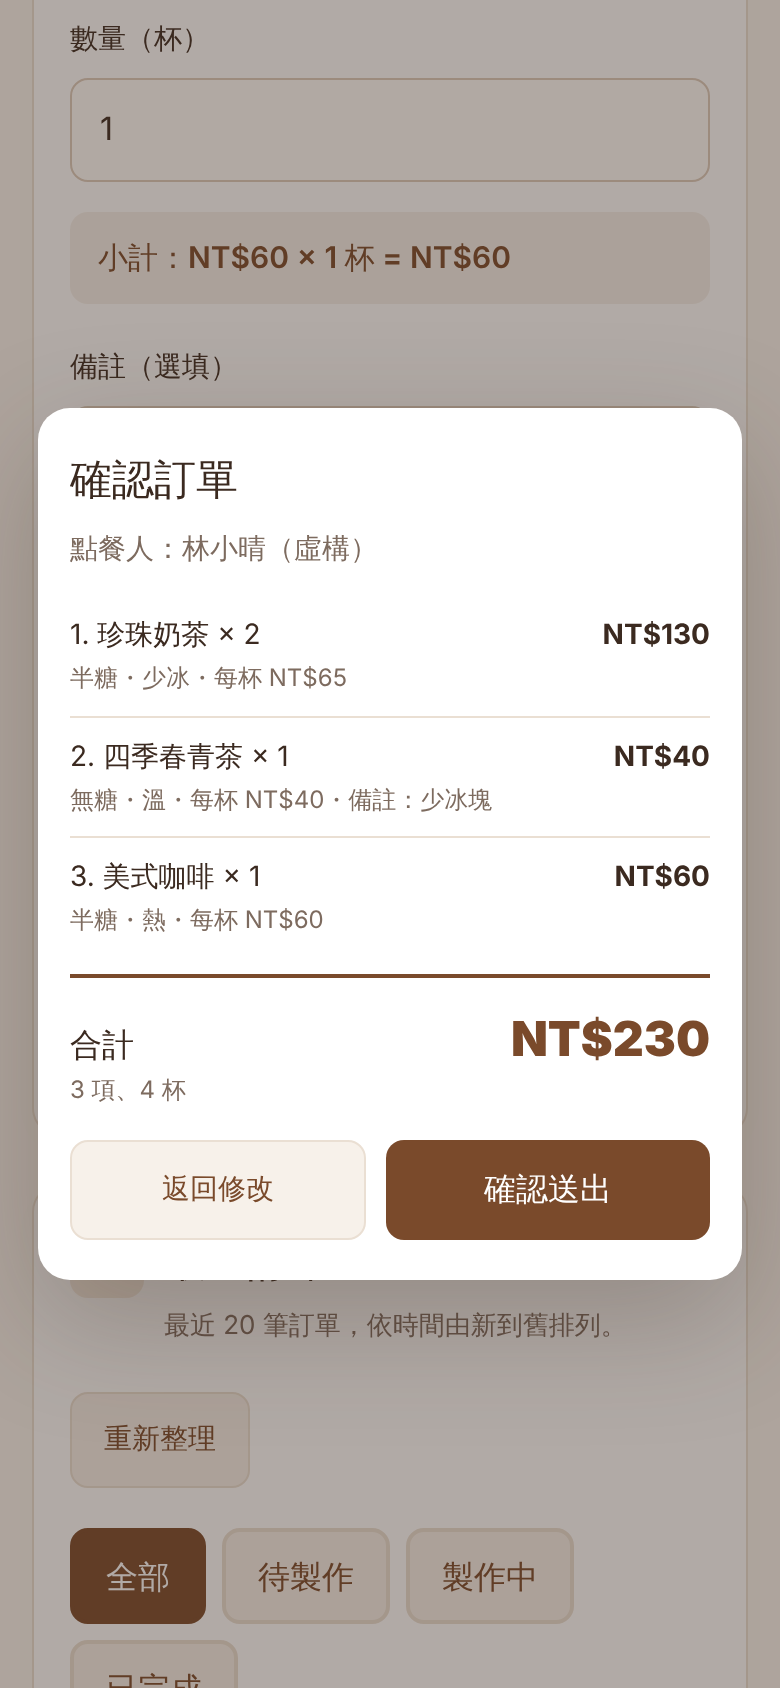 數量（杯）
1
小計：NT$60 × 1 杯 = NT$60
備註（選填）
確認訂單
點餐人：林小晴（虛構）
1. 珍珠奶茶 × 2 NT$130
半糖・少冰・每杯 NT$65
2. 四季春青茶 × 1 NT$40
無糖・溫・每杯 NT$40・備註：少冰塊
3. 美式咖啡 × 1 NT$60
半糖・熱・每杯 NT$60
合計 NT$230
3 項、4 杯
返回修改 確認送出
最近 20 筆訂單，依時間由新到舊排列。
重新整理
全部 待製作 製作中
已完成